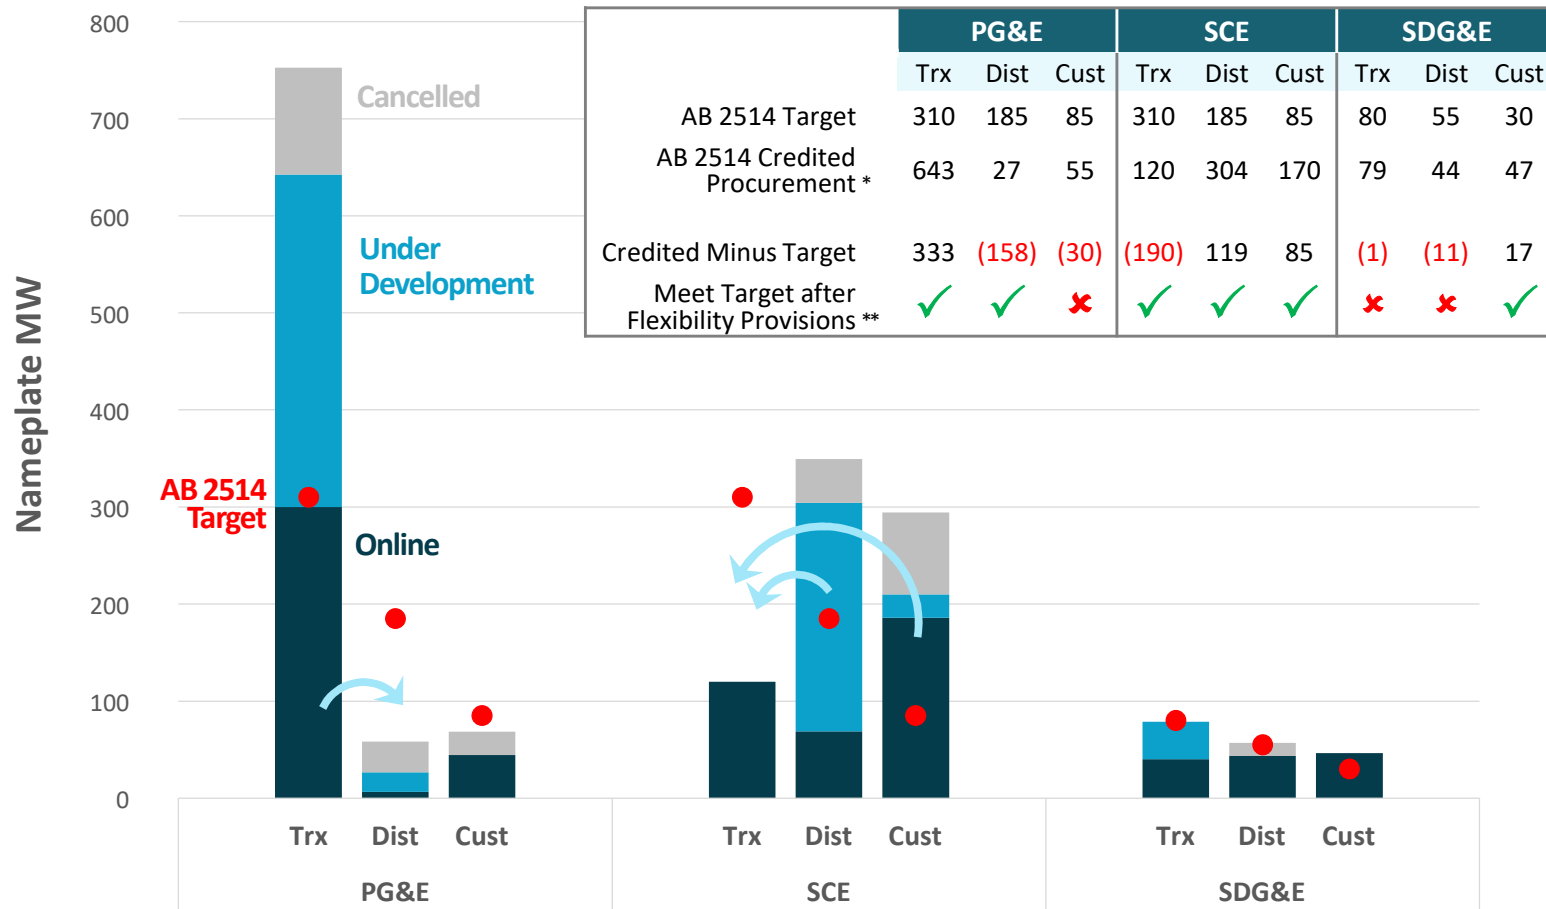 800
700
600
500
400
300
200
100
0
Nameplate MW
Cancelled
Under
Development
AB 2514
Target
Online
PG&E SCE SDG&E
Trx Dist Cust Trx Dist Cust Trx Dist Cust
AB 2514 Target 310 185 85 310 185 85 80 55 30
AB 2514 Credited
Procurement * 643 27 55 120 304 170 79 44 47
Credited Minus Target 333 (158) (30) (190) 119 85 (1) (11) 17
Meet Target after
Flexibility Provisions ** ✓ ✓ ✘ ✓ ✓ ✓ ✘ ✘ ✓
Trx Dist Cust Trx Dist Cust Trx Dist Cust
PG&E SCE SDG&E